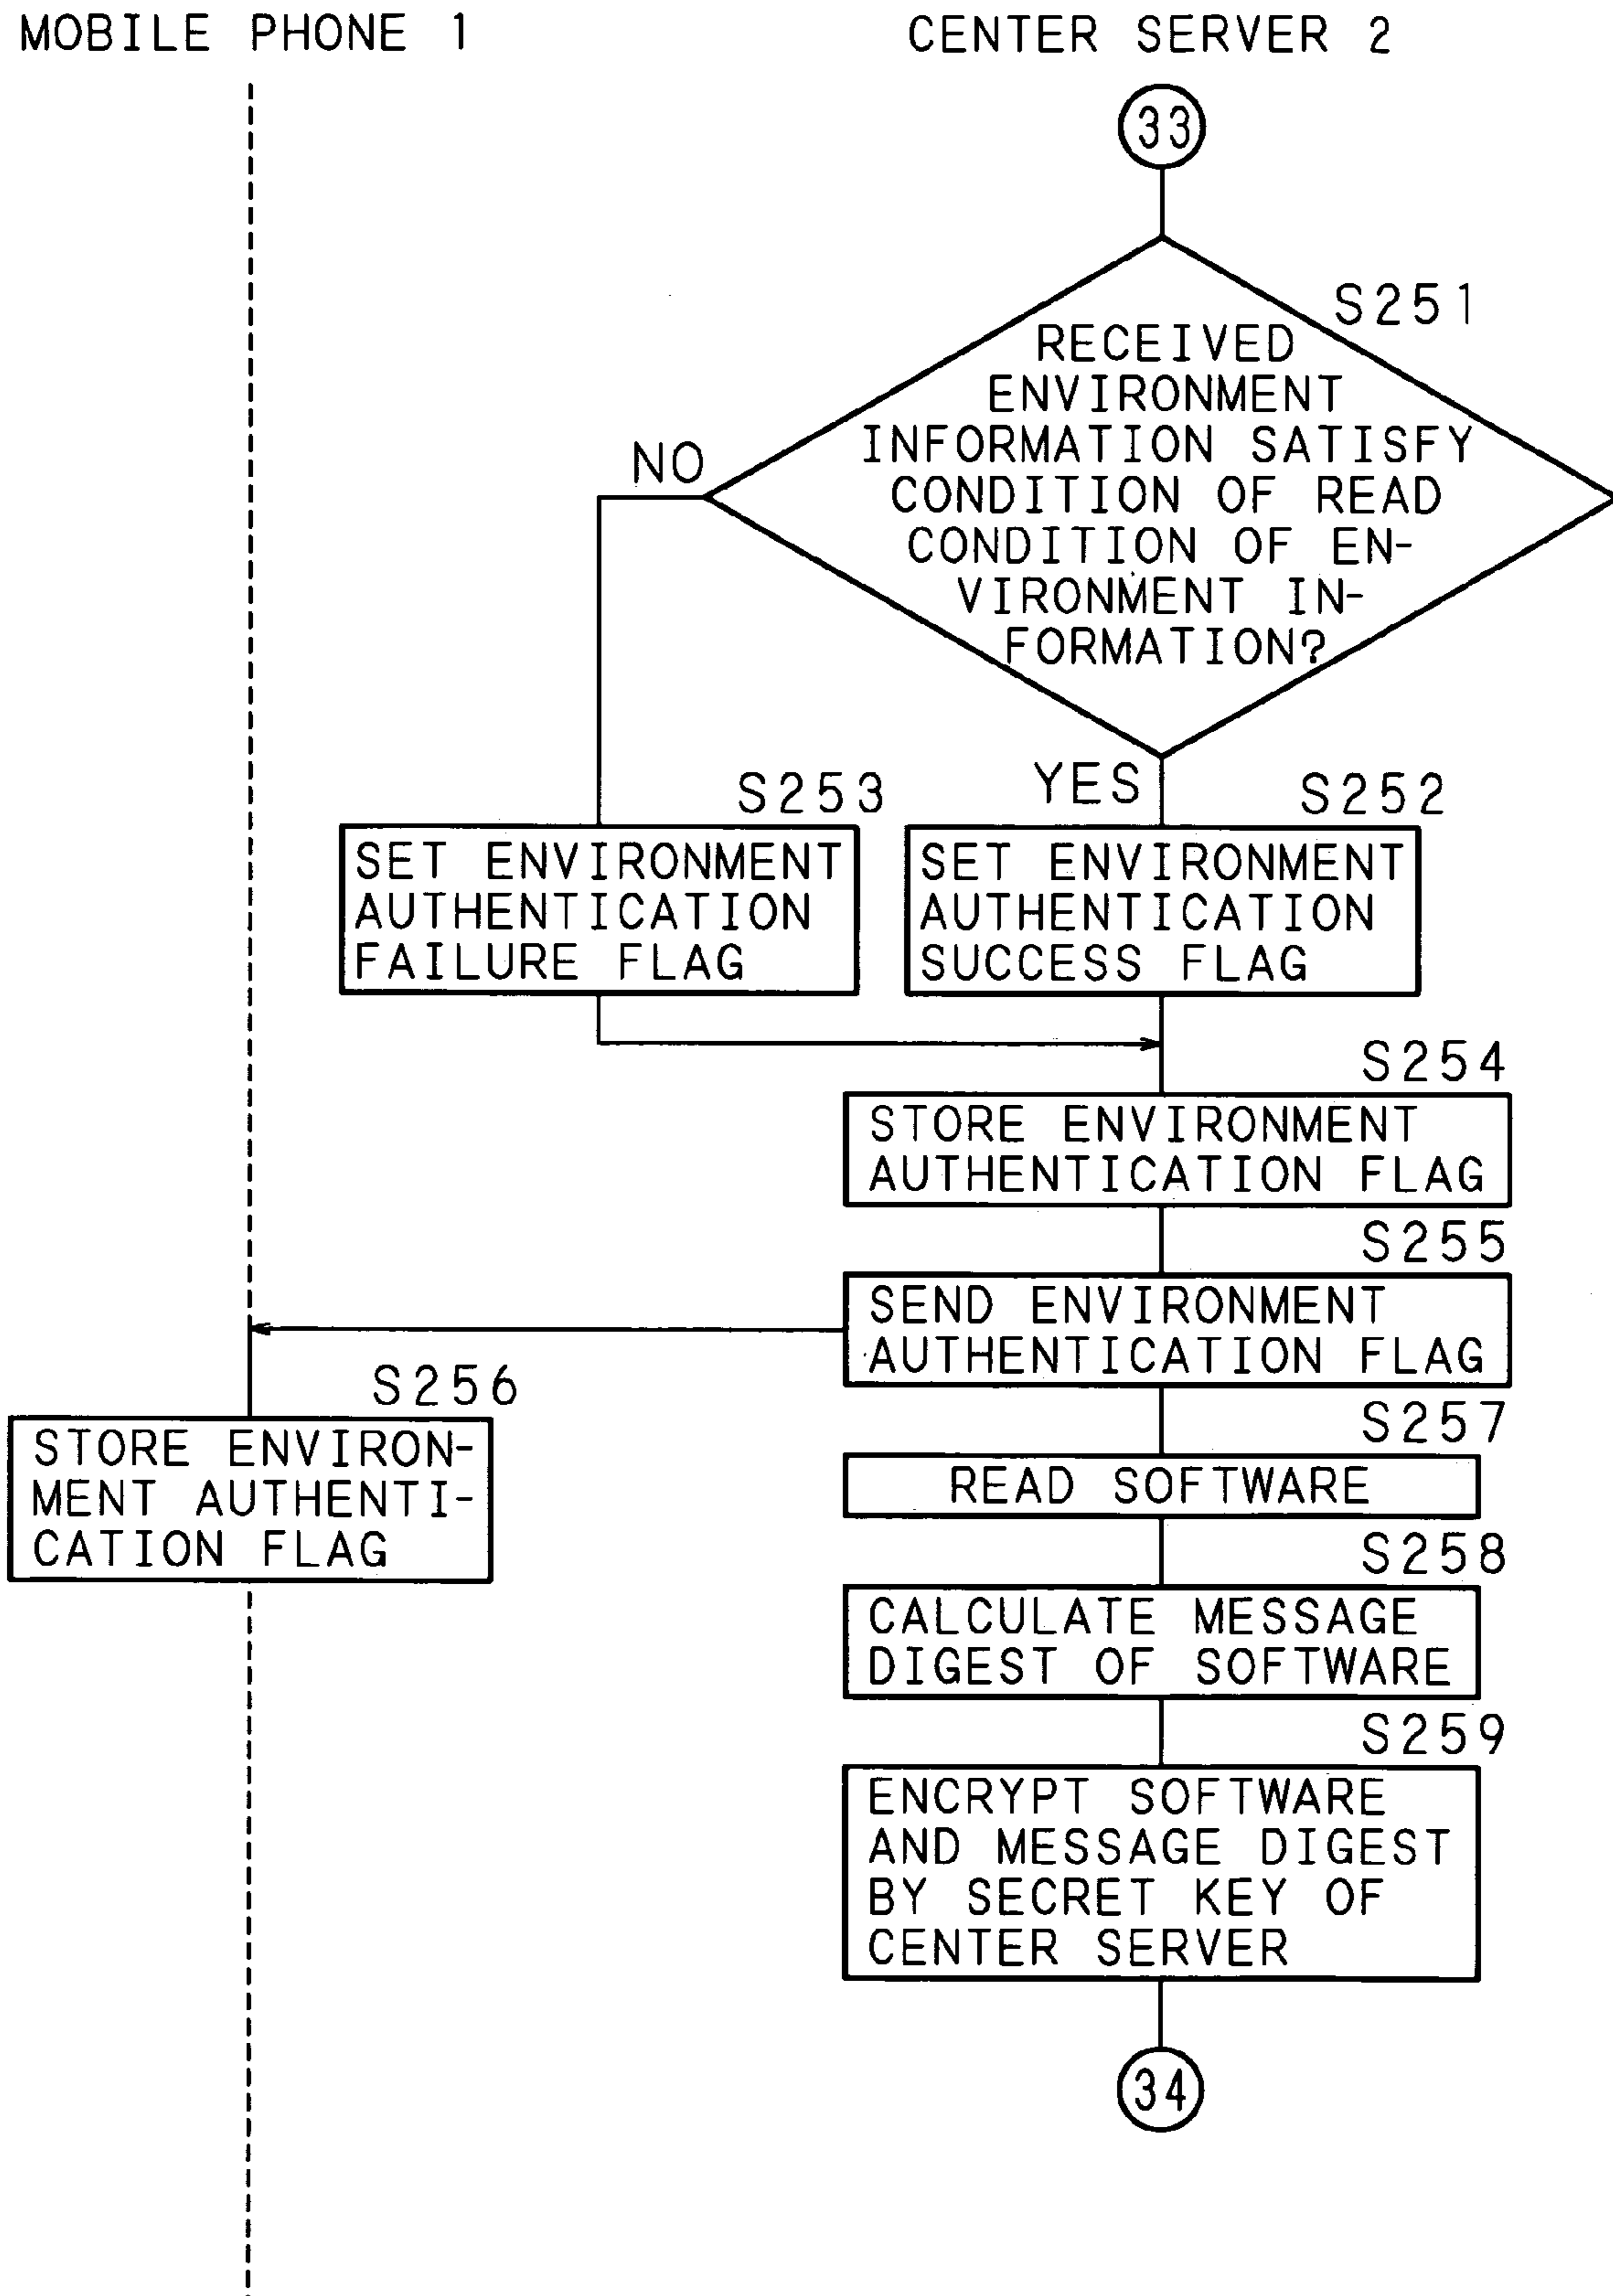 MOBILE PHONE 1
CENTER SERVER 2
33
S251
RECEIVED
ENVIRONMENT
INFORMATION SATISFY
CONDITION OF READ
CONDITION OF EN-
VIRONMENT IN-
FORMATION?
NO
YES
S253
SET ENVIRONMENT
AUTHENTICATION
FAILURE FLAG
S252
SET ENVIRONMENT
AUTHENTICATION
SUCCESS FLAG
S254
STORE ENVIRONMENT
AUTHENTICATION FLAG
S255
SEND ENVIRONMENT
AUTHENTICATION FLAG
S256
STORE ENVIRON-
MENT AUTHENTI-
CATION FLAG
S257
READ SOFTWARE
S258
CALCULATE MESSAGE
DIGEST OF SOFTWARE
S259
ENCRYPT SOFTWARE
AND MESSAGE DIGEST
BY SECRET KEY OF
CENTER SERVER
34